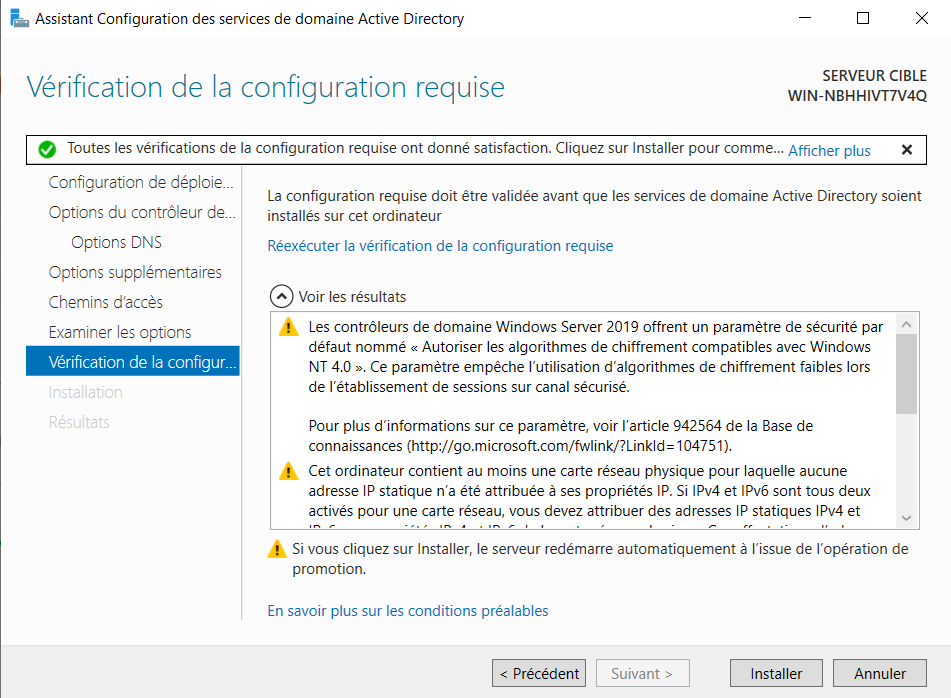 Assistant Configuration des services de domaine Active Directory
Vérification de la configuration requise
SERVEUR CIBLE
WIN-NBHHIVT7V4Q
Toutes les vérifications de la configuration requise ont donné satisfaction. Cliquez sur Installer pour comme... Afficher plus
Configuration de déploie...
Options du contrôleur de...
Options DNS
Options supplémentaires
Chemins d'accès
Examiner les options
Vérification de la configur...
Installation
Résultats
La configuration requise doit être validée avant que les services de domaine Active Directory soient
installés sur cet ordinateur
Réexécuter la vérification de la configuration requise
Voir les résultats
Les contrôleurs de domaine Windows Server 2019 offrent un paramètre de sécurité par
défaut nommé « Autoriser les algorithmes de chiffrement compatibles avec Windows
NT 4.0 ». Ce paramètre empêche l'utilisation d'algorithmes de chiffrement faibles lors
de l'établissement de sessions sur canal sécurisé.
Pour plus d'informations sur ce paramètre, voir l'article 942564 de la Base de
connaissances (http://go.microsoft.com/fwlink/?LinkId=104751).
Cet ordinateur contient au moins une carte réseau physique pour laquelle aucune
adresse IP statique n'a été attribuée à ses propriétés IP. Si IPv4 et IPv6 sont tous deux
activés pour une carte réseau, vous devez attribuer des adresses IP statiques IPv4 et
Si vous cliquez sur Installer, le serveur redémarre automatiquement à l'issue de l'opération de
promotion.
En savoir plus sur les conditions préalables
< Précédent
Suivant >
Installer
Annuler